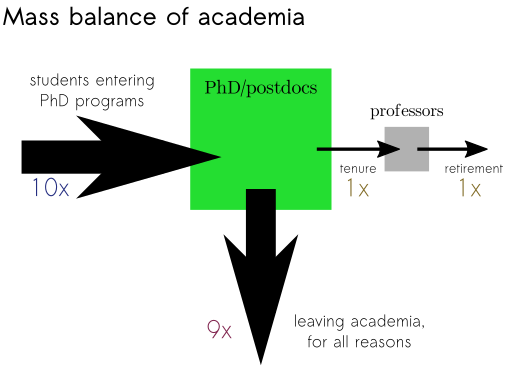 Mass balance of academia
students entering
PhD programs
10x
PhD/postdocs
professors
tenure
1x
retirement
1x
9x
leaving academia,
for all reasons